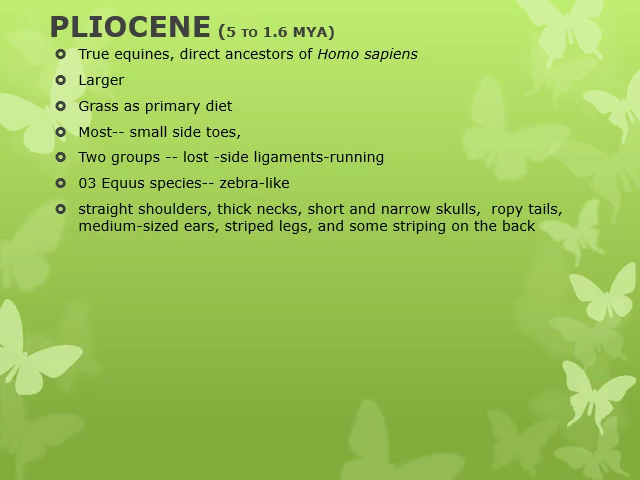 PLIOCENE (5 TO 1.6 MYA)
True equines, direct ancestors of Homo sapiens
Larger
Grass as primary diet
Most-- small side toes,
Two groups -- lost -side ligaments-running
03 Equus species-- zebra-like
straight shoulders, thick necks, short and narrow skulls,  ropy tails,
medium-sized ears, striped legs, and some striping on the back